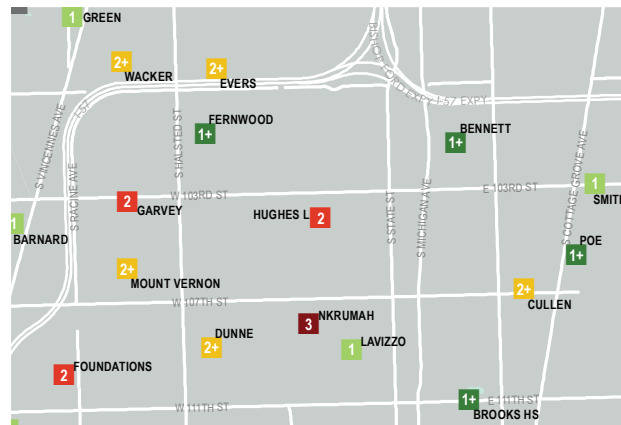 1 GREEN
2+ WACKER
2+ EVERS
BISHOP FORD EXPY I-57 EXPY
I-57
S VINCENNES AVE
S RACINE AVE
S HALSTED ST
FERNWOOD
1+
BENNETT
1+
S COTTAGE GROVE AVE
W 103RD ST
E 103RD ST
1
SMIT
2 GARVEY
HUGHES L 2
S STATE ST
S MICHIGAN AVE
1
BARNARD
POE
1+
2+
MOUNT VERNON
2+
CULLEN
W 107TH ST
NKRUMAH
3
DUNNE
2+
1 LAVIZZO
FOUNDATIONS
2
W 111TH ST
1+ E 111TH ST
BROOKS HS